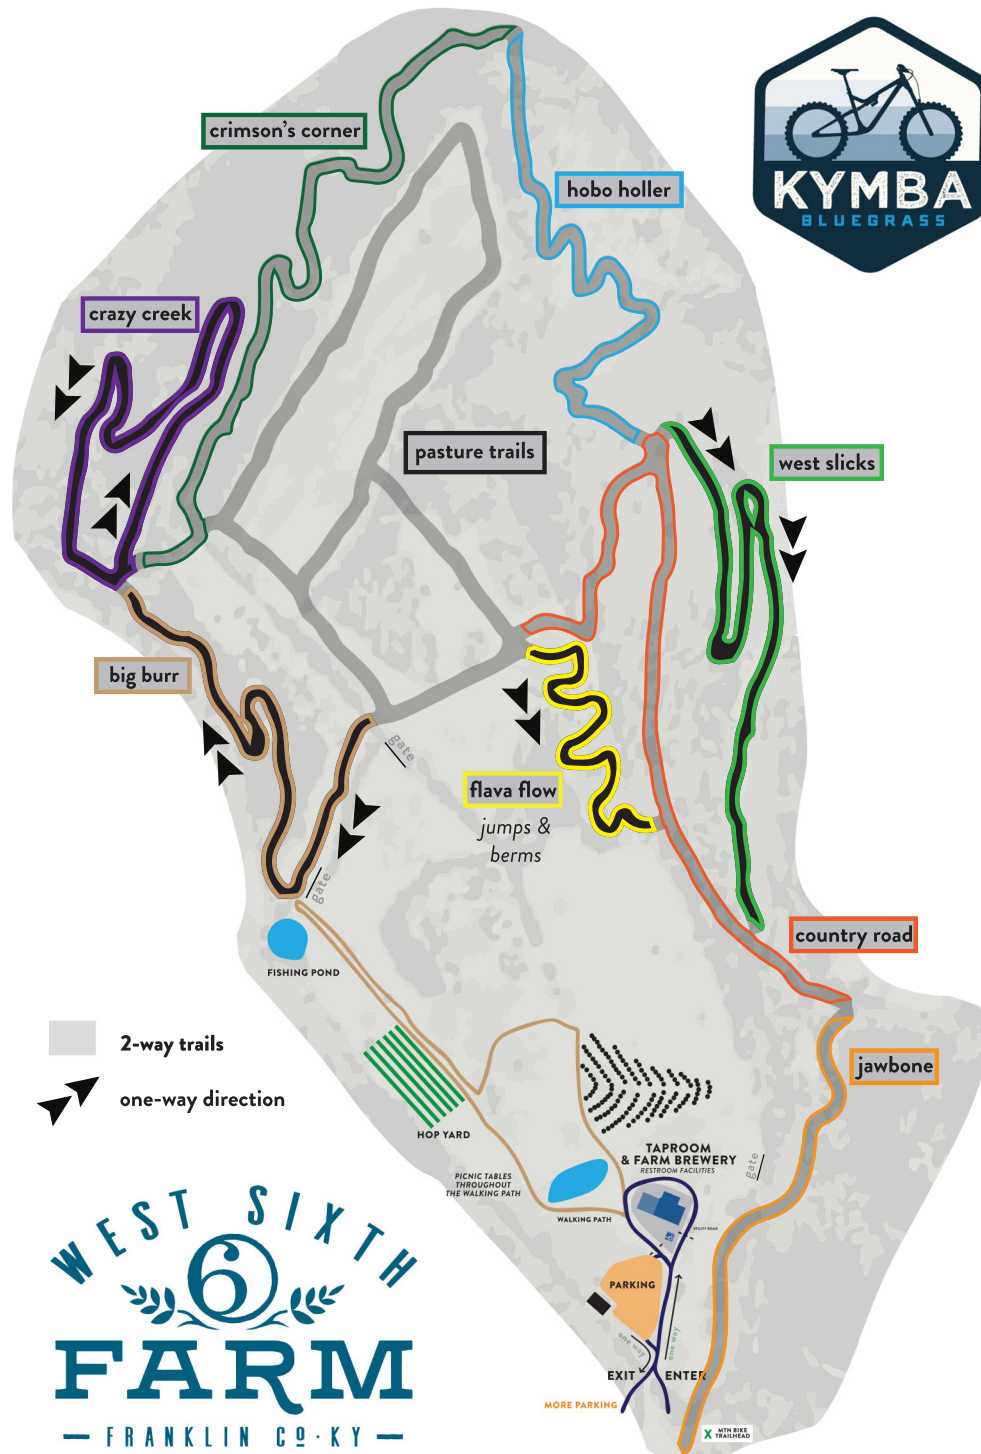 crimson's corner
hobo holler
KYMBA
BLUEGRASS
crazy creek
pasture trails
west slicks
big burr
gate
flava flow
jumps &
berms
gate
country road
FISHING POND
2-way trails
one-way direction
jawbone
HOP YARD
TAPROOM
& FARM BREWERY
RESTROOM FACILITIES
gate
PICNIC TABLES
THROUGHOUT
THE WALKING PATH
WALKING PATH
UTILITY ROAD
PARKING
one way
one way
EXIT
ENTER
MORE PARKING
X MTN BIKE
TRAILHEAD
WEST SIXTH
6
FARM
FRANKLIN CO·KY